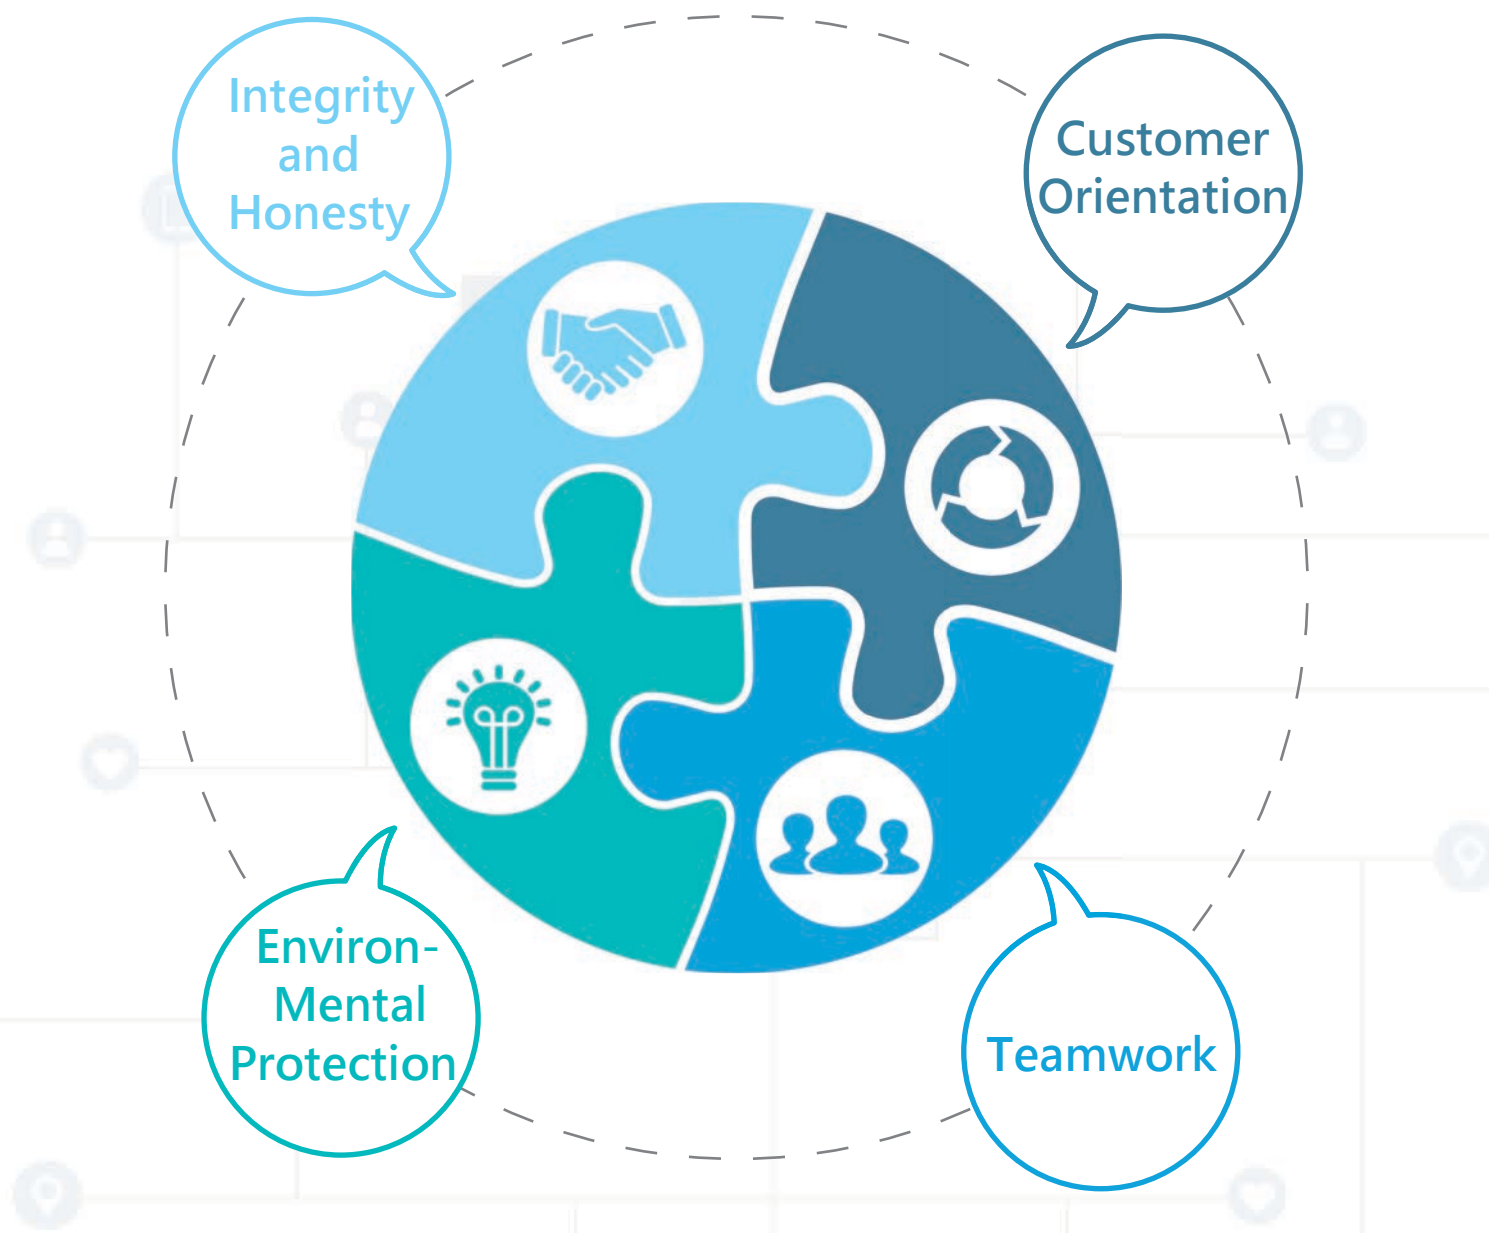 Integrity
and
Honesty
Customer
Orientation
Environ-
Mental
Protection
Teamwork